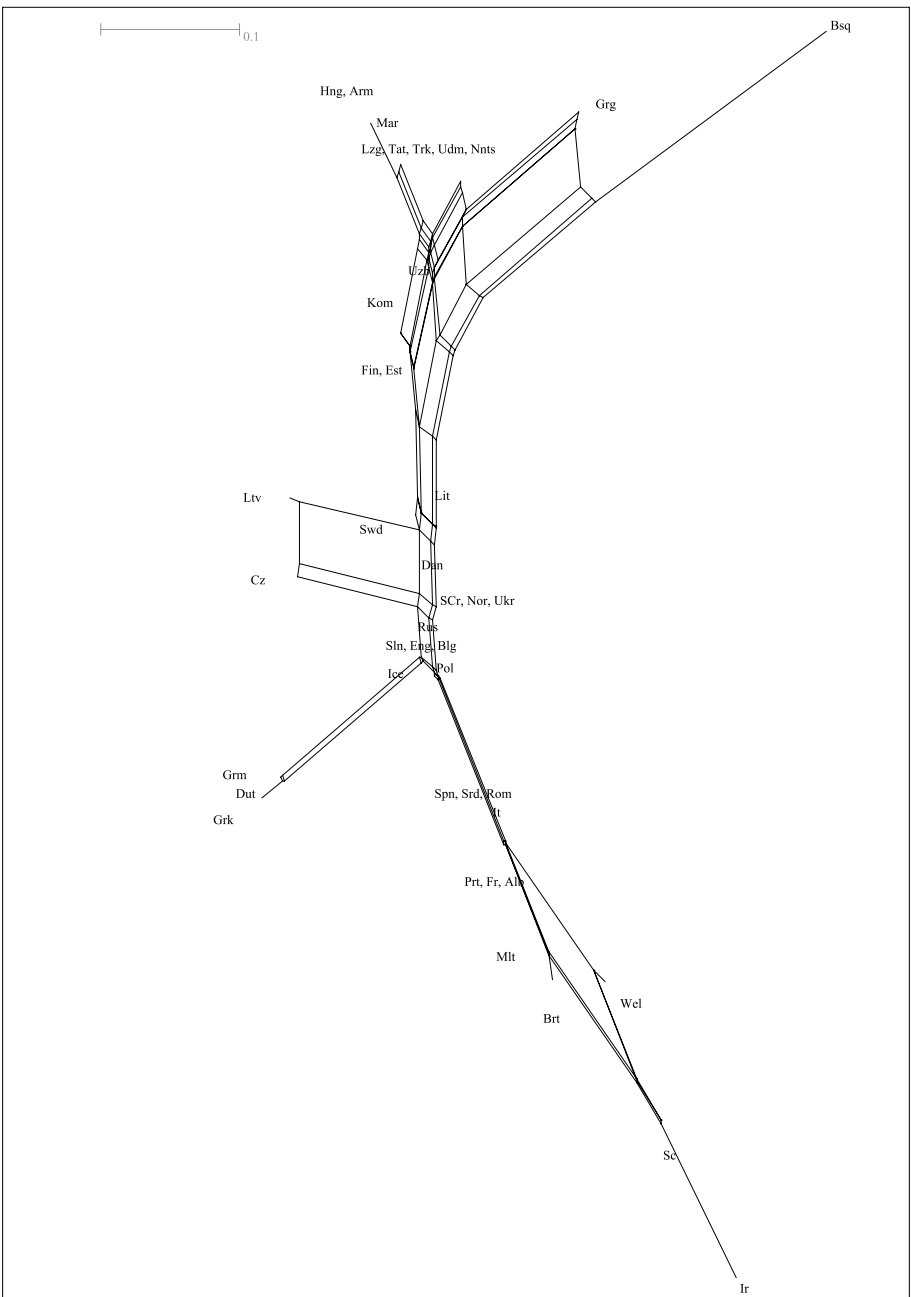 Bsq
0.1
Hng, Arm
Grg
Mar
Lzg, Tat, Trk, Udm, Nnts
Uzb
Kom
Fin, Est
Lit
Ltv
Swd
Dan
Cz
SCr, Nor, Ukr
Rus
Sln, Eng, Blg
Pol
Ice
Grm
Dut
Spn, Srd, Rom
It
Grk
Prt, Fr, Alb
Mlt
Wel
Brt
Sc
Ir